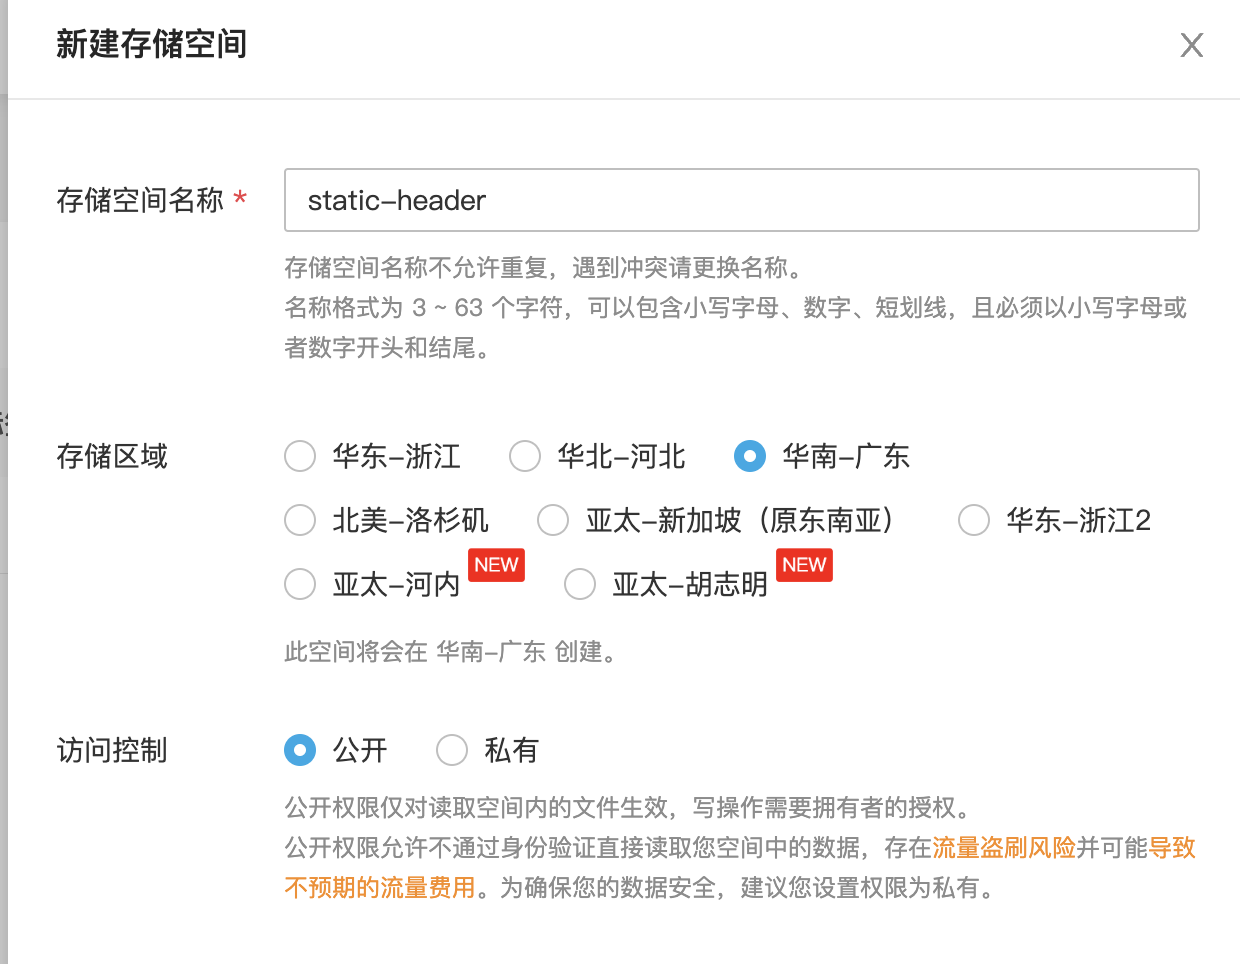 新建存储空间
存储空间名称 *
static-header
存储空间名称不允许重复，遇到冲突请更换名称。
名称格式为 3 ~ 63 个字符，可以包含小写字母、数字、短划线，且必须以小写字母或
者数字开头和结尾。
存储区域
华东-浙江 华北-河北 华南-广东
北美-洛杉矶 亚太-新加坡（原东南亚） 华东-浙江2
亚太-河内 NEW 亚太-胡志明 NEW
此空间将会在 华南-广东 创建。
访问控制
公开 私有
公开权限仅对读取空间内的文件生效，写操作需要拥有者的授权。
公开权限允许不通过身份验证直接读取您空间中的数据，存在流量盗刷风险并可能导致
不预期的流量费用。为确保您的数据安全，建议您设置权限为私有。